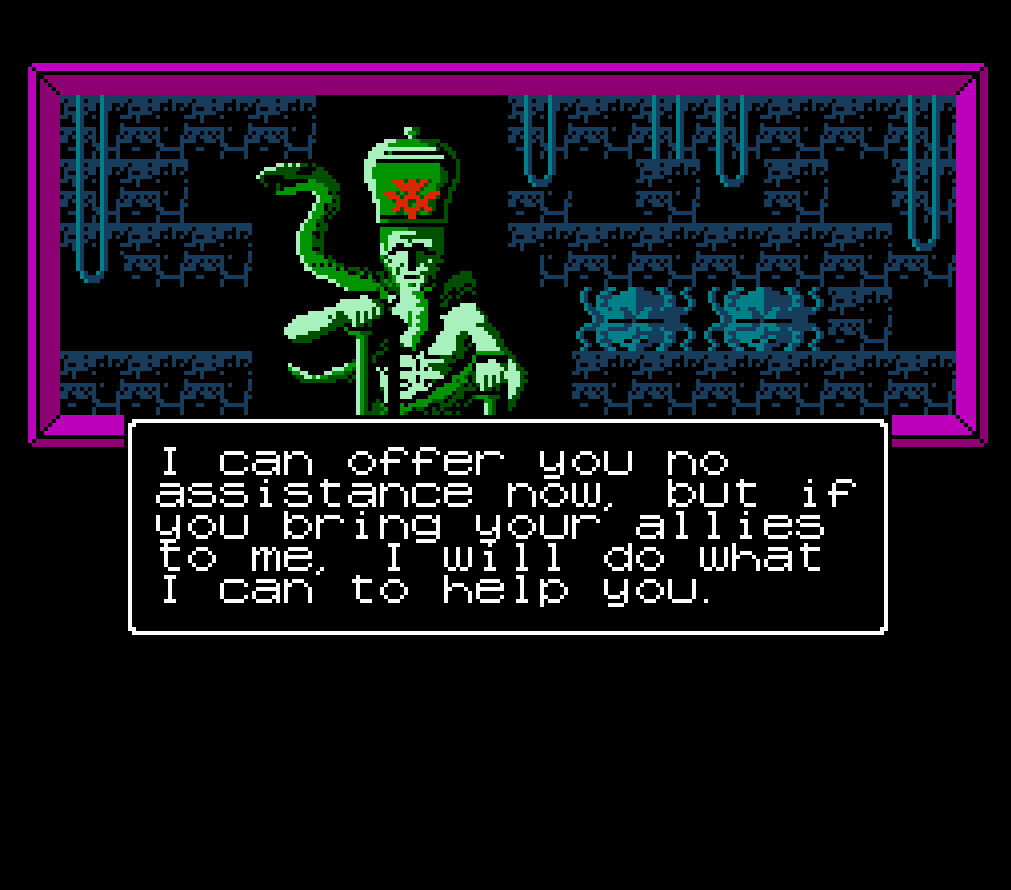 I can offer you no
assistance now, but if
you bring your allies
to me, I will do what
I can to help you.